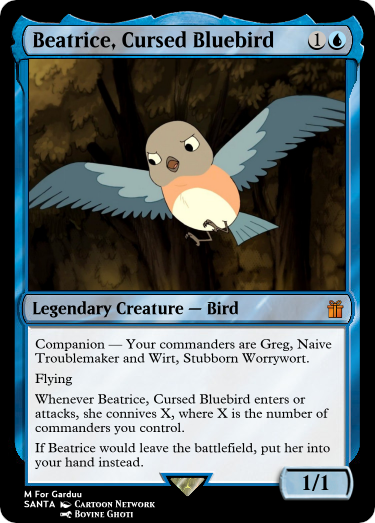 Beatrice, Cursed Bluebird 1
Legendary Creature — Bird
Companion — Your commanders are Greg, Naive
Troublemaker and Wirt, Stubborn Worrywort.
Flying
Whenever Beatrice, Cursed Bluebird enters or
attacks, she connives X, where X is the number of
commanders you control.
If Beatrice would leave the battlefield, put her into
your hand instead.
1/1
M For Garduu
SANTA Cartoon Network
Bovine Ghoti